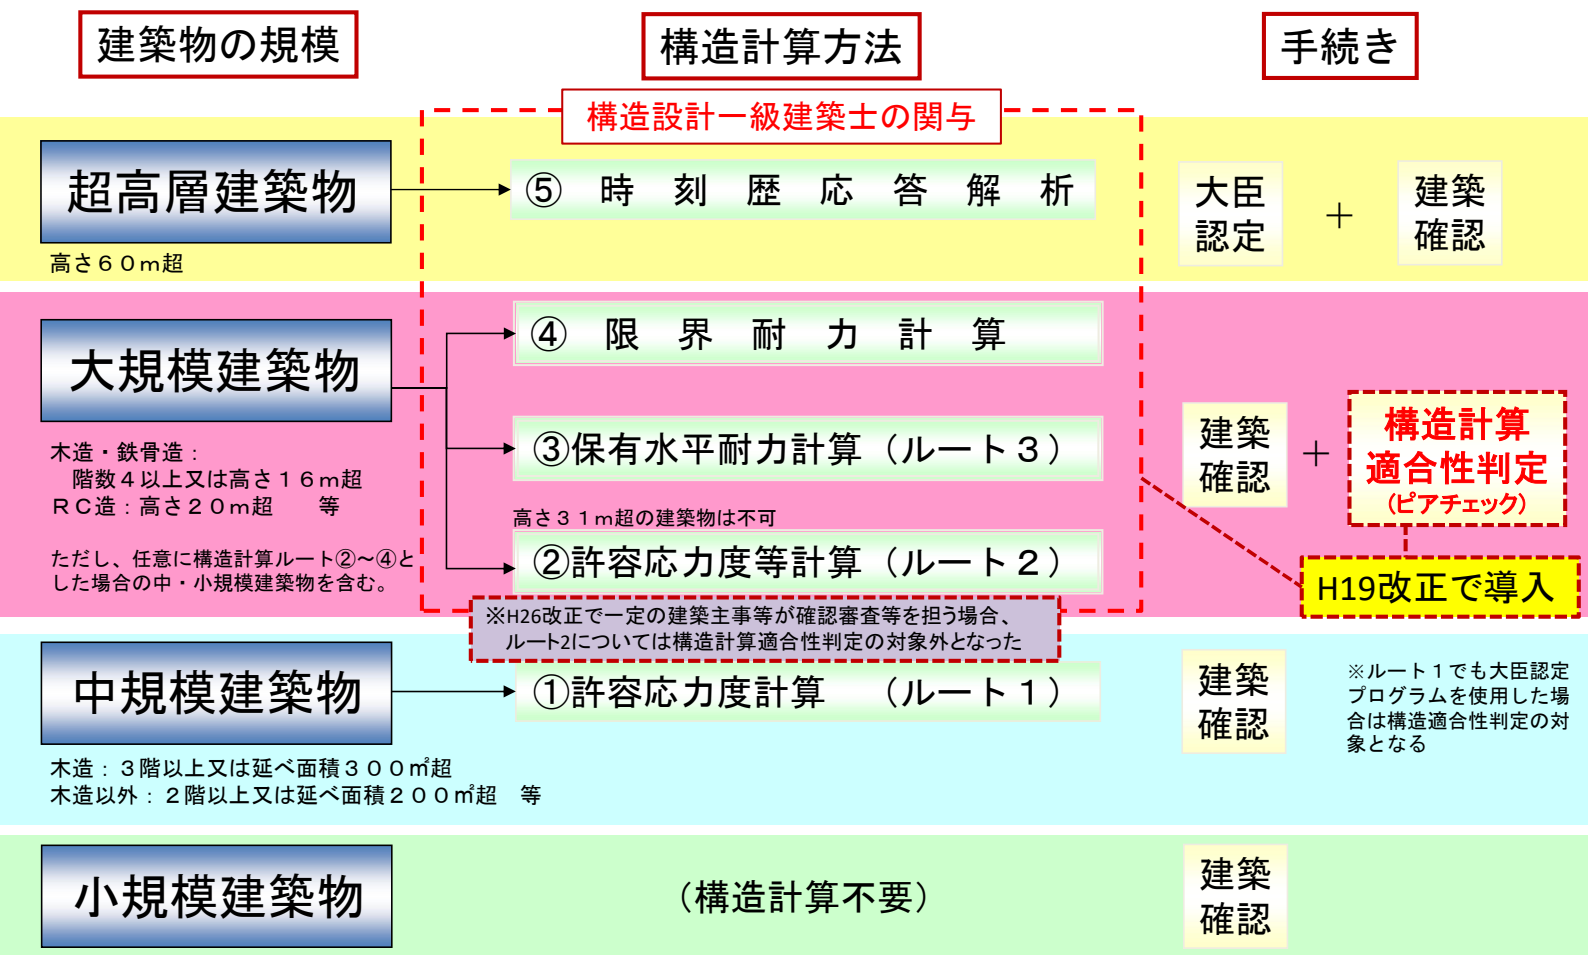 建築物の規模
構造計算方法
手続き
構造設計一級建築士の関与
超高層建築物
高さ６０ｍ超
⑤　時　刻　歴　応　答　解　析
大臣
認定
＋
建築
確認
大規模建築物
木造・鉄骨造：
階数４以上又は高さ１６ｍ超
ＲＣ造：高さ２０ｍ超　　等
ただし、任意に構造計算ルート②～④と
した場合の中・小規模建築物を含む。
④　限　界　耐　力　計　算
③保有水平耐力計算（ルート３）
高さ３１ｍ超の建築物は不可
②許容応力度等計算（ルート２）
建築
確認
＋
構造計算
適合性判定
(ピアチェック)
H19改正で導入
※H26改正で一定の建築主事等が確認審査等を担う場合、
ルート2については構造計算適合性判定の対象外となった
中規模建築物
木造：３階以上又は延べ面積３００㎡超
木造以外：２階以上又は延べ面積２００㎡超　等
①許容応力度計算　（ルート１）
建築
確認
※ルート１でも大臣認定
プログラムを使用した場
合は構造適合性判定の対
象となる
小規模建築物
（構造計算不要）
建築
確認